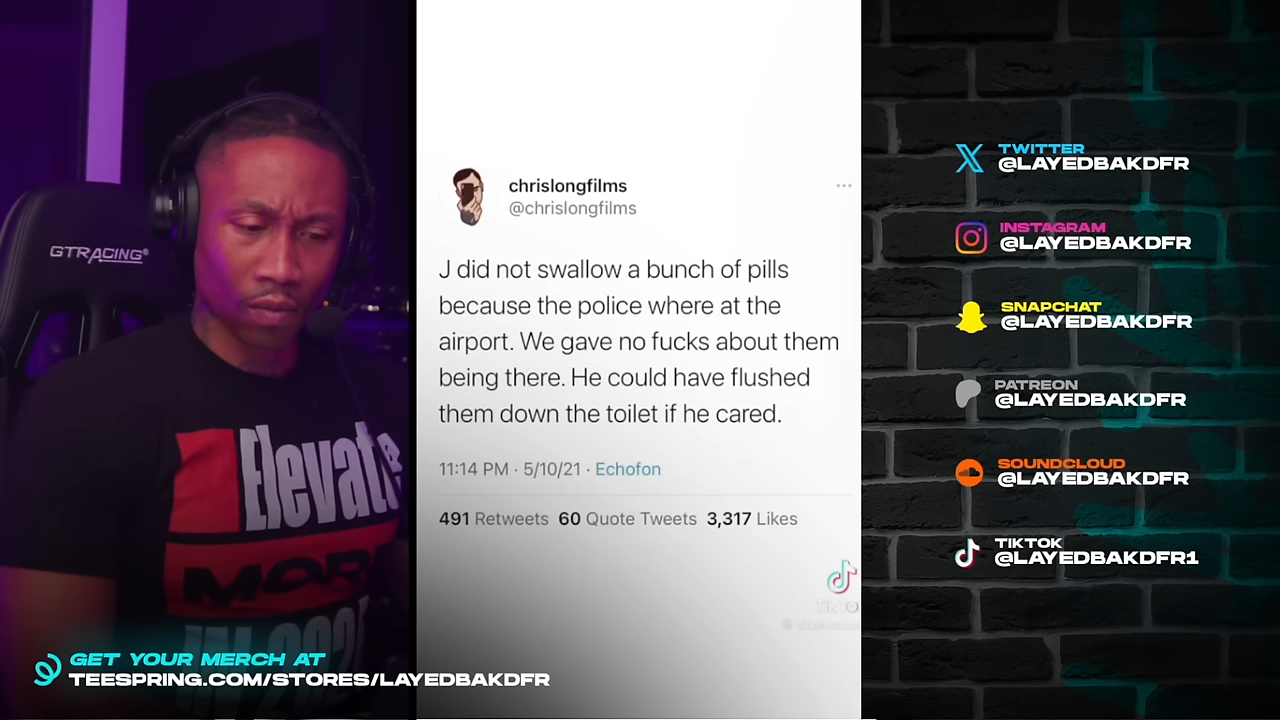 GTRACING®
Elevate
MORE
GET YOUR MERCH AT
TEESPRING.COM/STORES/LAYEDBAKDFR
chrislongfilms
@chrislongfilms
J did not swallow a bunch of pills
because the police where at the
airport. We gave no fucks about them
being there. He could have flushed
them down the toilet if he cared.
11:14 PM · 5/10/21 · Echofon
491 Retweets 60 Quote Tweets 3,317 Likes
TWITTER
@LAYEDBAKDFR
INSTAGRAM
@LAYEDBAKDFR
SNAPCHAT
@LAYEDBAKDFR
PATREON
@LAYEDBAKDFR
SOUNDCLOUD
@LAYEDBAKDFR
TIKTOK
@LAYEDBAKDFR1